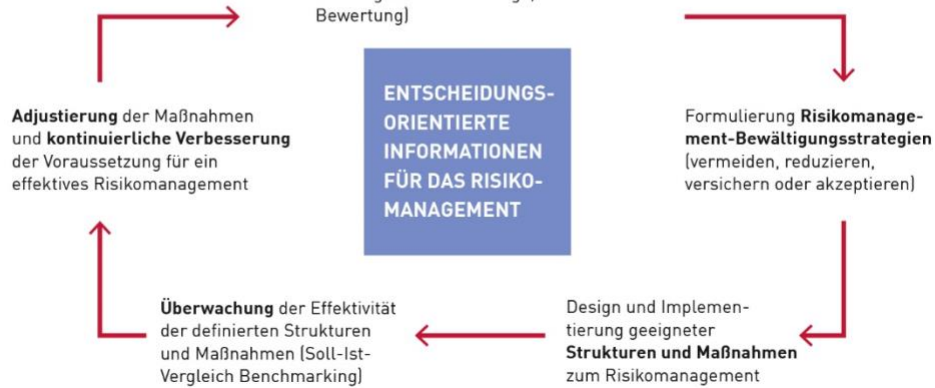 Bewertung)
ENTSCHEIDUNGS-
ORIENTIERTE
INFORMATIONEN
FÜR DAS RISIKO-
MANAGEMENT
Adjustierung der Maßnahmen
und kontinuierliche Verbesserung
der Voraussetzung für ein
effektives Risikomanagement
Formulierung Risikomanage-
ment-Bewältigungsstrategien
(vermeiden, reduzieren,
versichern oder akzeptieren)
Überwachung der Effektivität
der definierten Strukturen
und Maßnahmen (Soll-Ist-
Vergleich Benchmarking)
Design und Implemen-
tierung geeigneter
Strukturen und Maßnahmen
zum Risikomanagement